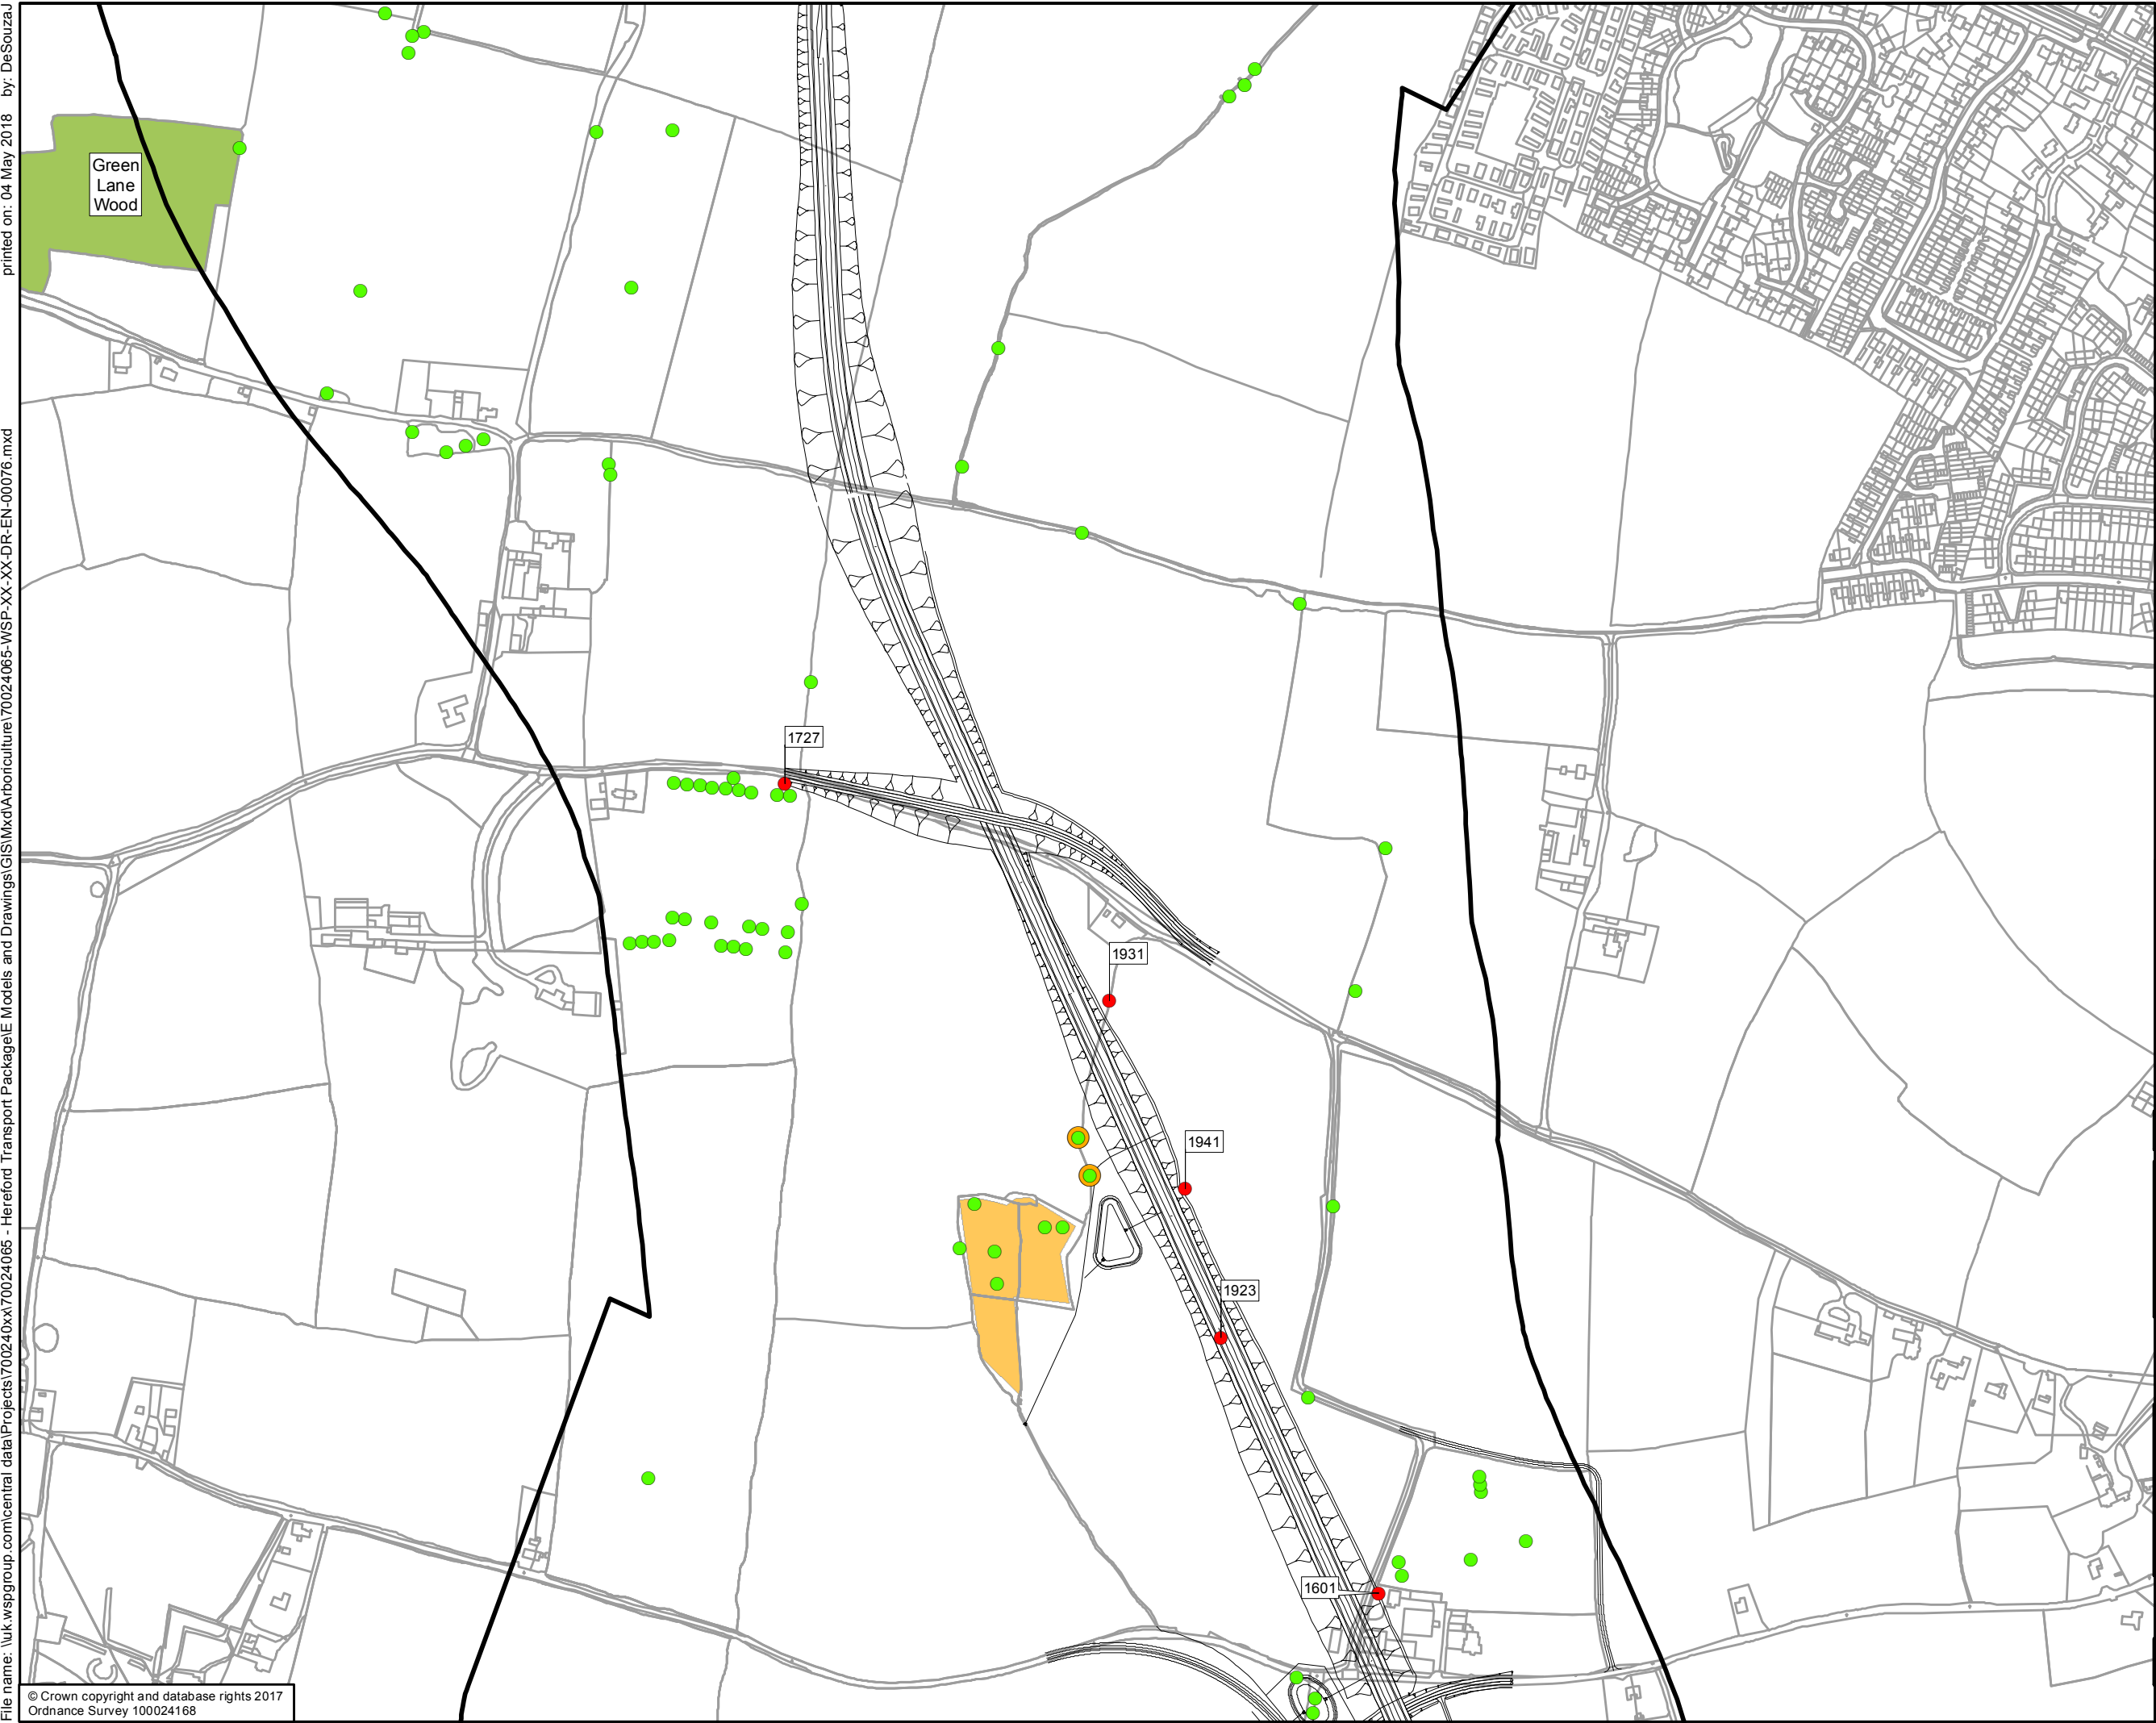 File name: \\uk.wspgroup.com\central data\Projects\700240xx\70024065 - Hereford Transport Package\E Models and Drawings\GIS\Mxd\Arboriculture\70024065-WSP-XX-XX-DR-EN-00076.mxd printed on: 04 May 2018 by: DeSouzaJ
Green
Lane
Wood
1727
1931
1941
1923
1601
© Crown copyright and database rights 2017
Ordnance Survey 100024168